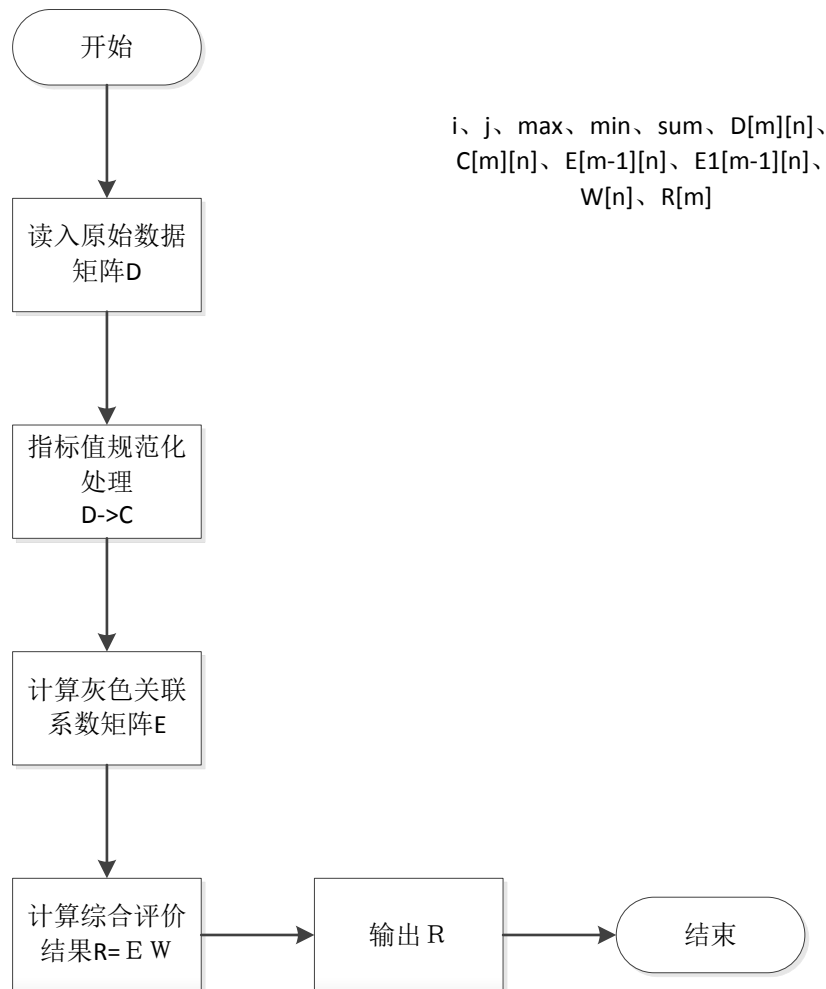 开始
i、j、max、min、sum、D[m][n]、
C[m][n]、E[m-1][n]、E1[m-1][n]、
W[n]、R[m]
读入原始数据
矩阵D
指标值规范化
处理
D->C
计算灰色关联
系数矩阵E
计算综合评价
结果R=ＥＷ
输出Ｒ
结束